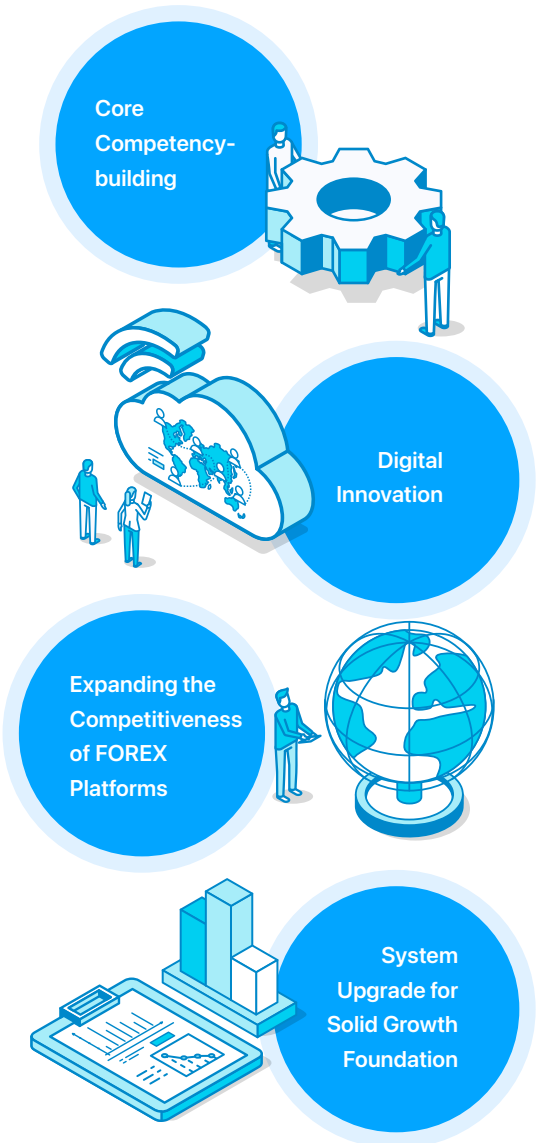 Core
Competency-
building
Digital
Innovation
Expanding the
Competitiveness
of FOREX
Platforms
System
Upgrade for
Solid Growth
Foundation